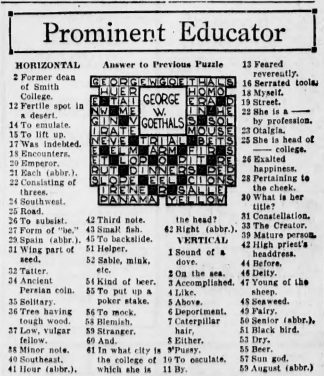 Prominent Educator
HORIZONTAL
2 Former dean
of Smith
College.
12 Fertile spot in
a desert.
14 To emulate.
15 To lift up.
17 Was indebted.
18 Encounters.
20 Emperor.
21 Each (abbr.).
22 Consisting of
threes.
24 Southwest.
25 Road.
26 To subsist.
27 Form of "be."
29 Spain (abbr.).
31 Wing part of
seed.
32 Tatter.
34 Ancient
Persian coin.
35 Solitary.
36 Tree having
tough wood.
37 Low, vulgar
fellow.
38 Minor note.
40 Southeast.
41 Hour (abbr.).
Answer to Previous Puzzle
GEORGE W GOETHALS
GEORGE
W
GOETHALS
PANAMA YELLOW
42 Third note.
43 Small fish.
45 To backslide.
51 Helper.
52 Sable, mink,
etc.
54 Kind of beer.
55 To put up a
poker stake.
56 To mock.
58 Blemish.
59 Stranger.
60 And.
61 In what city is
the college of
which she is
the head?
62 Right (abbr.).
VERTICAL
1 Sound of a
dove.
2 On the sea.
3 Accomplished.
4 Like.
5 Above.
6 Deportment.
7 Caterpillar
hair.
8 Either.
9 Pussy.
10 To osculate.
11 By.
13 Feared
reverently.
16 Serrated tools.
18 Myself.
19 Street.
22 She is a —
by profession.
23 Otalgia.
25 She is head of
— college.
26 Exalted
happiness.
28 Pertaining to
the cheek.
30 What is her
title?
31 Constellation.
33 The Creator.
39 Mature person.
42 High priest's
headdress.
44 Before.
46 Deity.
47 Young of the
sheep.
48 Seaweed.
49 Fairy.
50 Senior (abbr.).
51 Black bird.
53 Dry.
55 Beer.
57 Sun god.
59 August (abbr.)